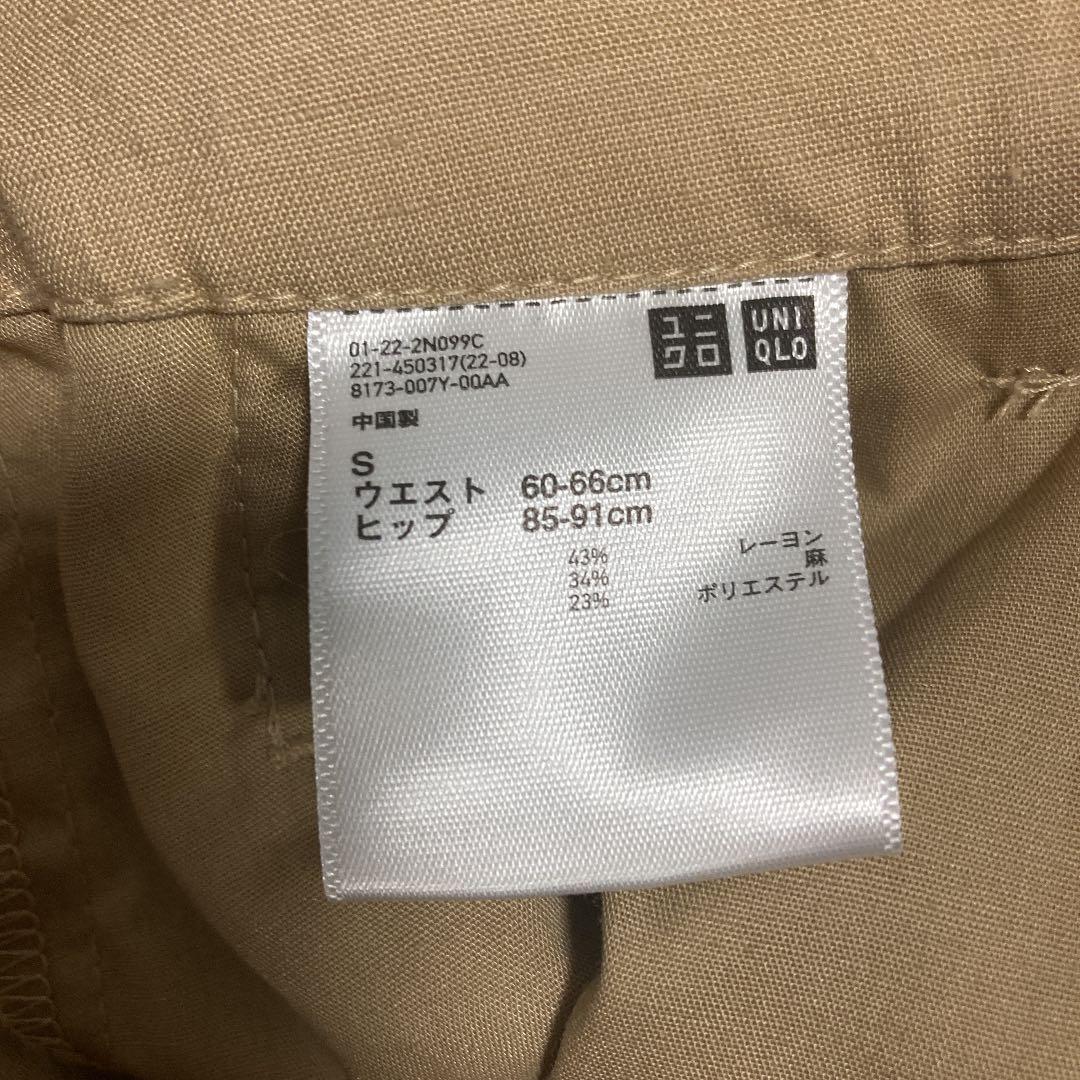 01-22-2N099C
221-450317(22-08)
8173-007Y-00AA
ユニ
クロ
UNI
QLO
中国製
S
ウエスト 60-66cm
ヒップ 85-91cm
43% レーヨン
34% 麻
23% ポリエステル